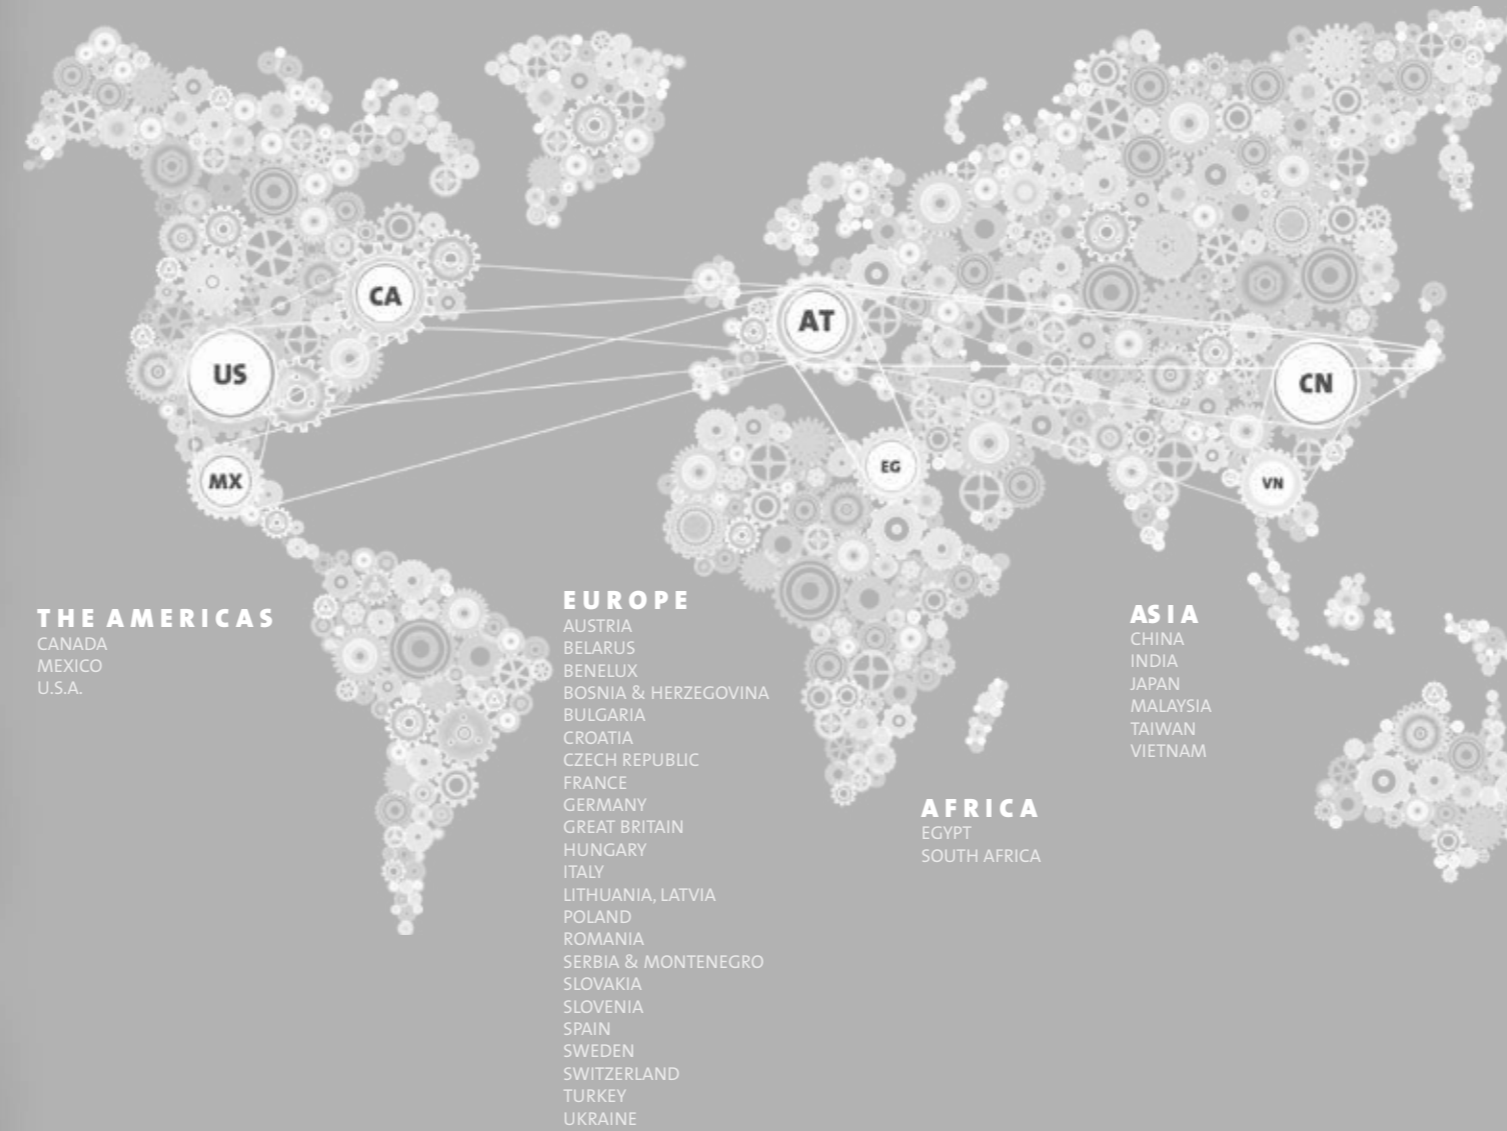 CA
AT
US
CN
MX
EG
VN
THE AMERICAS
CANADA
MEXICO
U.S.A.
EUROPE
AUSTRIA
BELARUS
BENELUX
BOSNIA & HERZEGOVINA
BULGARIA
CROATIA
CZECH REPUBLIC
FRANCE
GERMANY
GREAT BRITAIN
HUNGARY
ITALY
LITHUANIA, LATVIA
POLAND
ROMANIA
SERBIA & MONTENEGRO
SLOVAKIA
SLOVENIA
SPAIN
SWEDEN
SWITZERLAND
TURKEY
UKRAINE
AFRICA
EGYPT
SOUTH AFRICA
ASIA
CHINA
INDIA
JAPAN
MALAYSIA
TAIWAN
VIETNAM